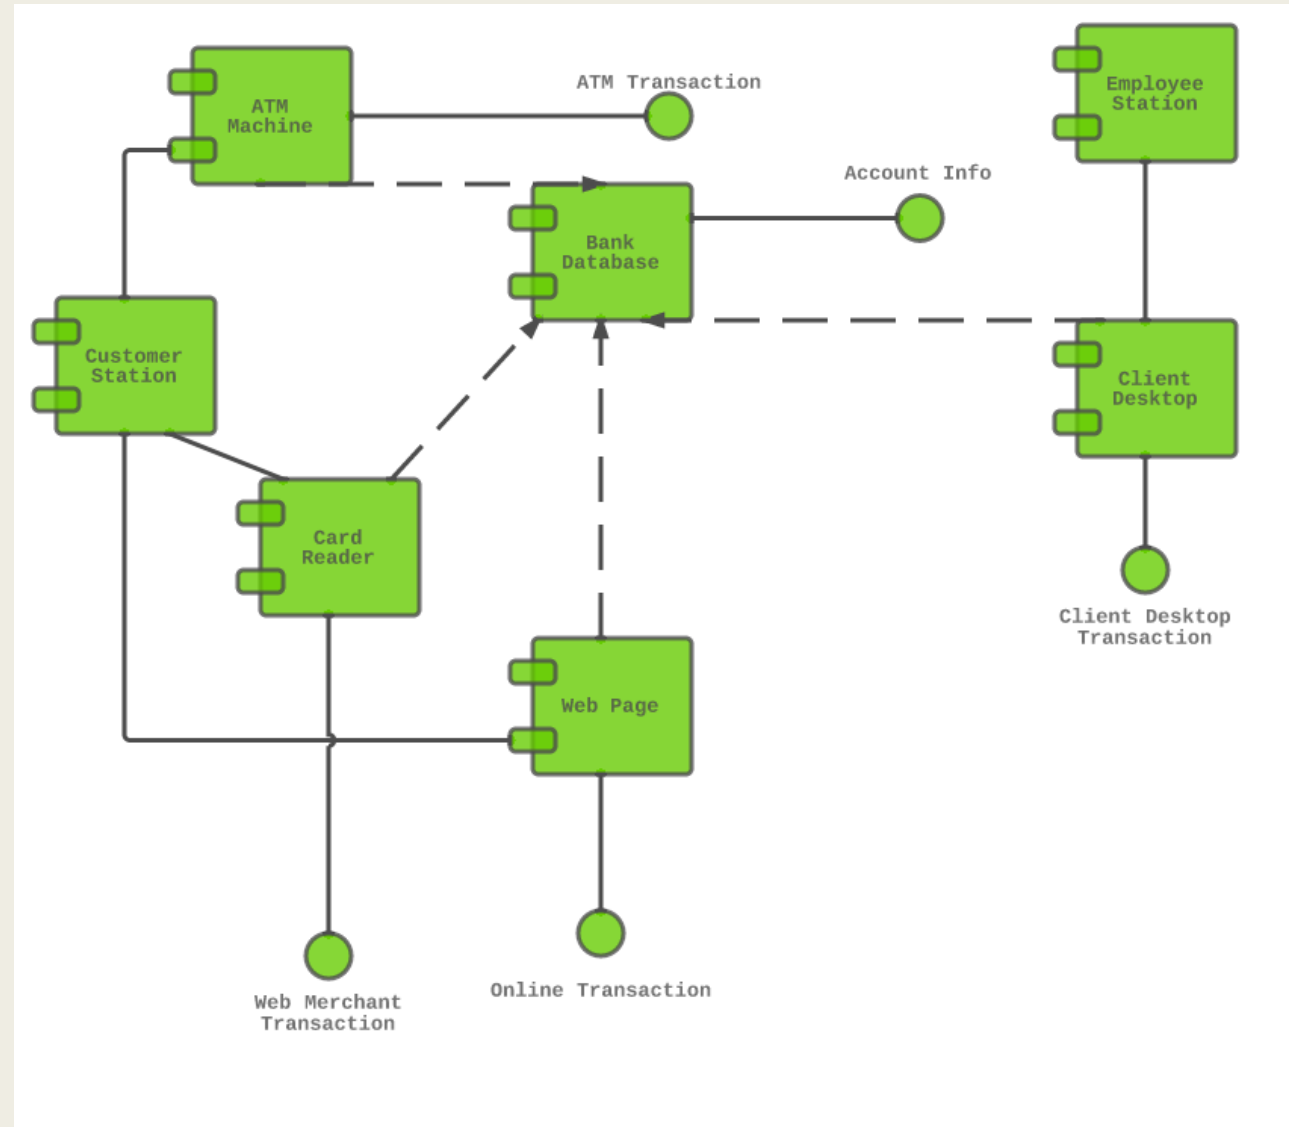 ATM Transaction
Employee
Station
ATM
Machine
Account Info
Bank
Database
Customer
Station
Client
Desktop
Card
Reader
Client Desktop
Transaction
Web Page
Online Transaction
Web Merchant
Transaction